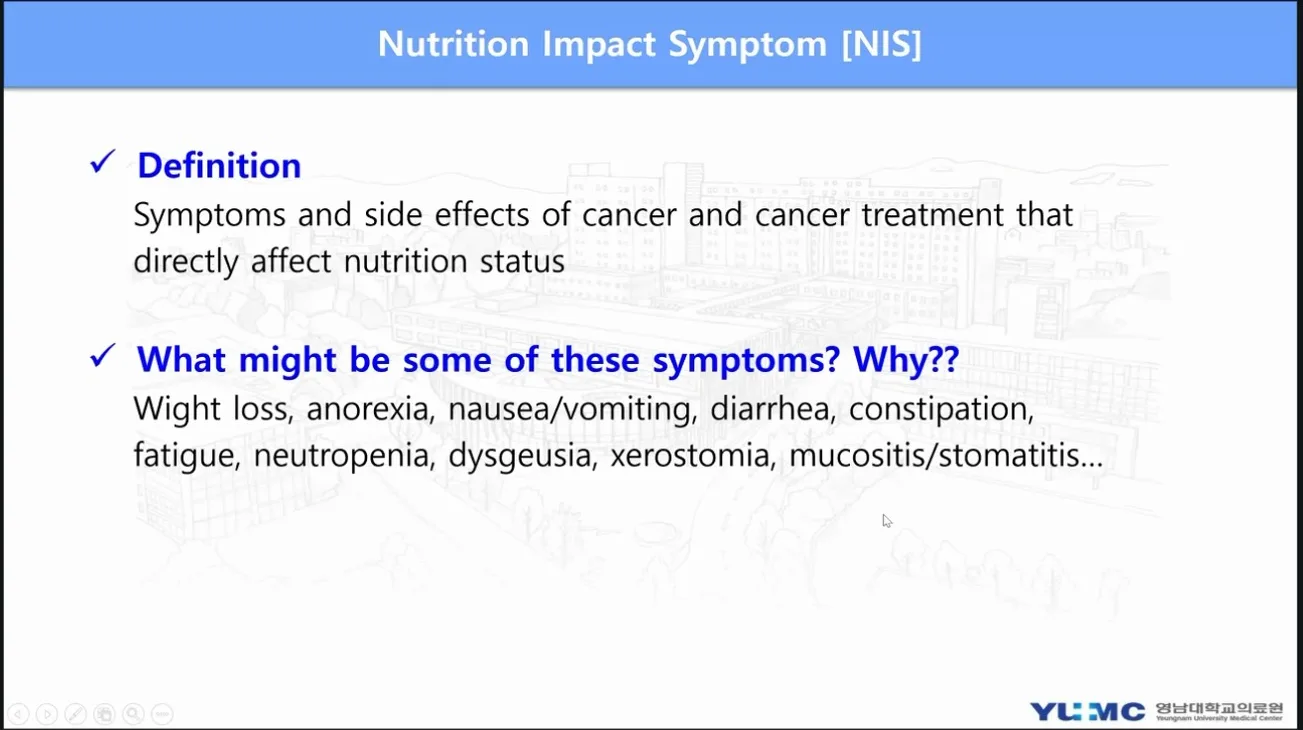 Nutrition Impact Symptom [NIS]
✓ Definition
Symptoms and side effects of cancer and cancer treatment that
directly affect nutrition status
✓ What might be some of these symptoms? Why??
Wight loss, anorexia, nausea/vomiting, diarrhea, constipation,
fatigue, neutropenia, dysgeusia, xerostomia, mucositis/stomatitis...
YUMC 영남대학교의료원
Yeungnam University Medical Center